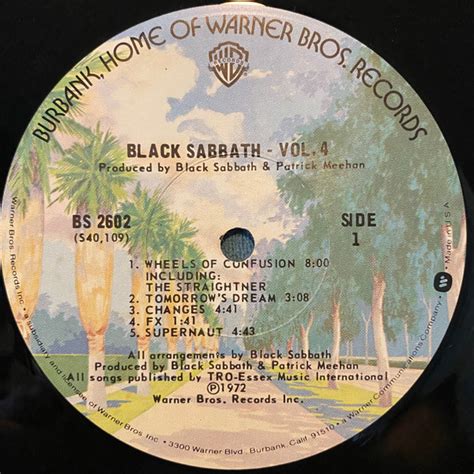 BURBANK, HOME OF WARNER BROS. RECORDS
WB
RECORDS
BLACK SABBATH - VOL. 4
Produced by Black Sabbath & Patrick Meehan
BS 2602
(S40,109)
SIDE
1
1. WHEELS OF CONFUSION 8:00
INCLUDING:
THE STRAIGHTNER
2. TOMORROW'S DREAM 3:08
3. CHANGES 4:41
4. FX 1:41
5. SUPERNAUT 4:43
All arrangements by Black Sabbath
Produced by Black Sabbath & Patrick Meehan
All songs published by TRO-Essex Music International
Ⓟ1972
Warner Bros. Records Inc.
Warner Bros. Records Inc., a subsidiary and licensee of Warner Bros. Inc. • 3300 Warner Blvd., Burbank, Calif. 91510 • a Warner Communications Company •
Made in U.S.A.